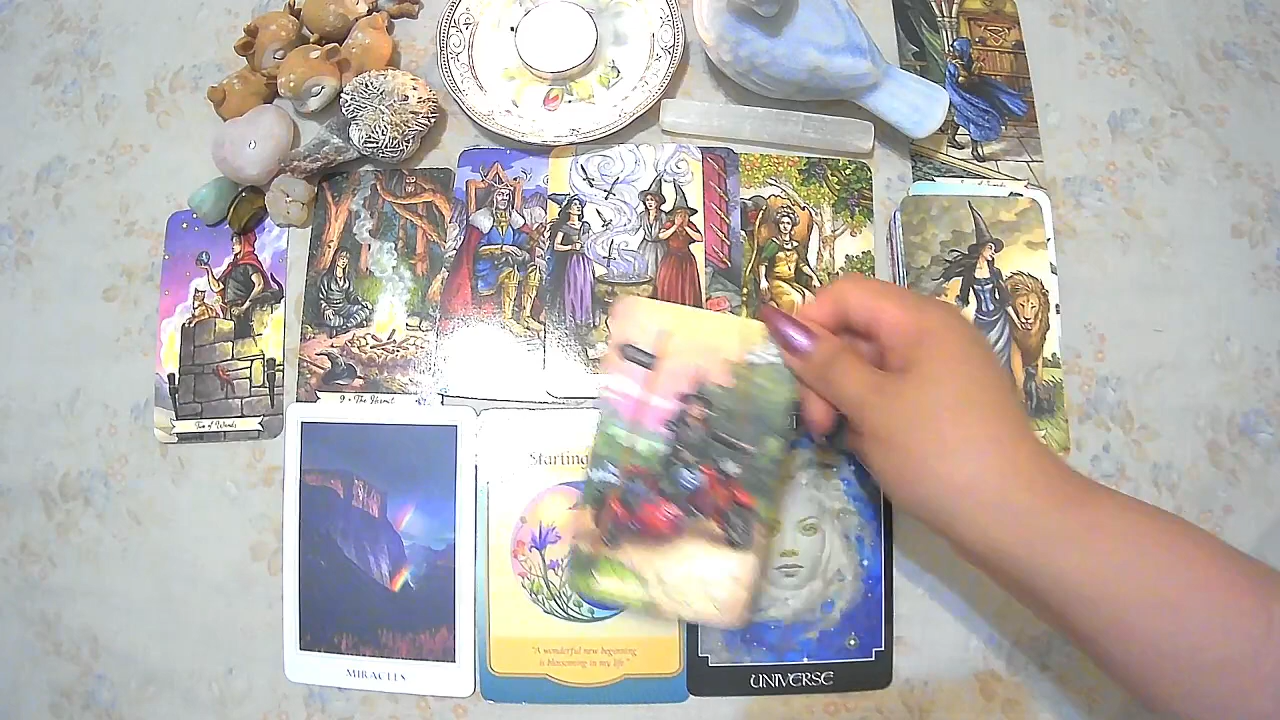 Two of Wands
9 • The Hermit
Starting
"A wonderful new beginning
is blossoming in my life"
MIRACLES
UNIVERSE